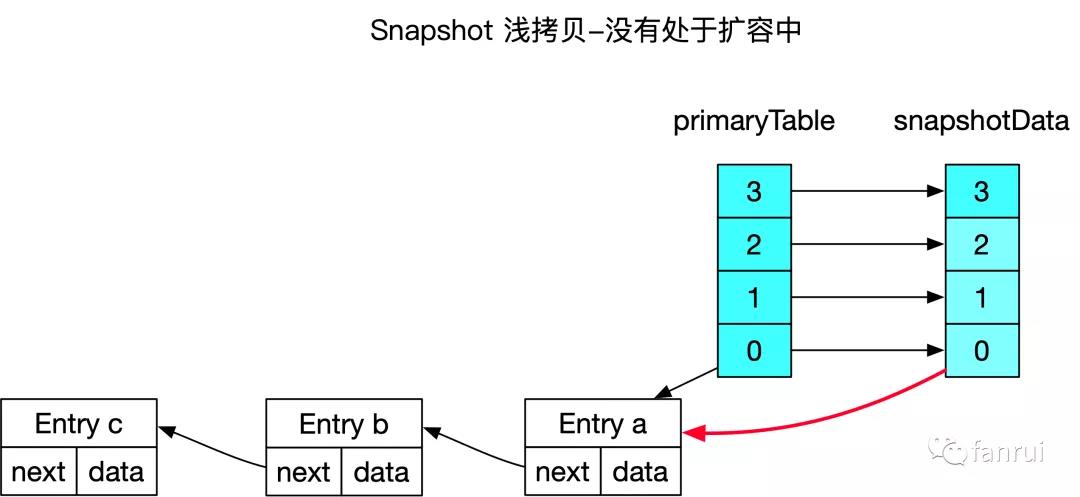 Snapshot 浅拷贝-没有处于扩容中
primaryTable snapshotData
3 3
2 2
1 1
0 0
Entry c Entry b Entry a
next data next data next data
fanrui